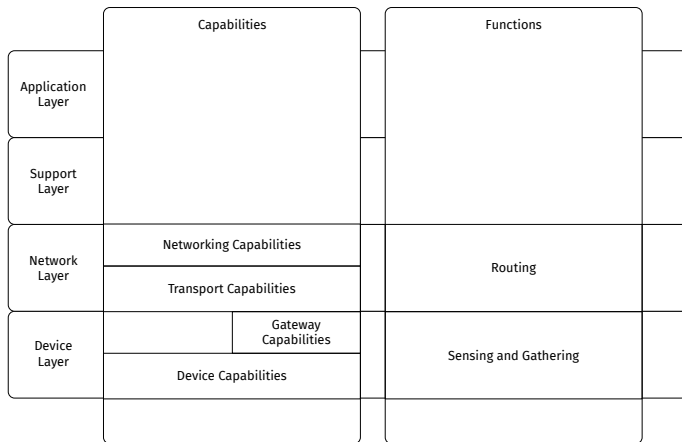 Capabilities
Functions
Application
Layer
Support
Layer
Network
Layer
Networking Capabilities
Transport Capabilities
Routing
Device
Layer
Gateway
Capabilities
Device Capabilities
Sensing and Gathering